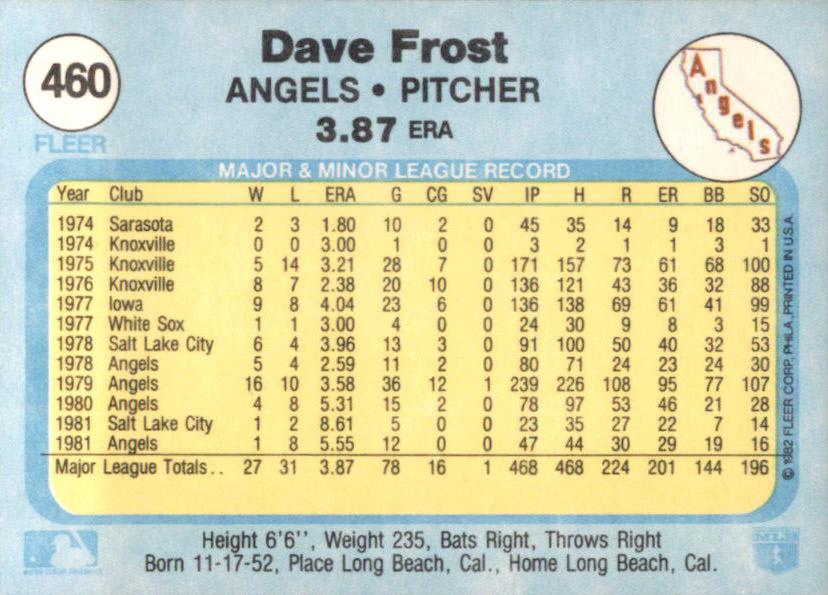 460
FLEER
Dave Frost
ANGELS • PITCHER
3.87 ERA
Angels
MAJOR & MINOR LEAGUE RECORD
Year Club W L ERA G CG SV IP H R ER BB SO
1974 Sarasota 2 3 1.80 10 2 0 45 35 14 9 18 33
1974 Knoxville 0 0 3.00 1 0 0 3 2 1 1 3 1
1975 Knoxville 5 14 3.21 28 7 0 171 157 73 61 68 100
1976 Knoxville 8 7 2.38 20 10 0 136 121 43 36 32 88
1977 Iowa 9 8 4.04 23 6 0 136 138 69 61 41 99
1977 White Sox 1 1 3.00 4 0 0 24 30 9 8 3 15
1978 Salt Lake City 6 4 3.96 13 3 0 91 100 50 40 32 53
1978 Angels 5 4 2.59 11 2 0 80 71 24 23 24 30
1979 Angels 16 10 3.58 36 12 1 239 226 108 95 77 107
1980 Angels 4 8 5.31 15 2 0 78 97 53 46 21 28
1981 Salt Lake City 1 2 8.61 5 0 0 23 35 27 22 7 14
1981 Angels 1 8 5.55 12 0 0 47 44 30 29 19 16
Major League Totals.. 27 31 3.87 78 16 1 468 468 224 201 144 196
© 1982 FLEER CORP. PHILA., PRINTED IN U.S.A.
Height 6'6'', Weight 235, Bats Right, Throws Right
Born 11-17-52, Place Long Beach, Cal., Home Long Beach, Cal.